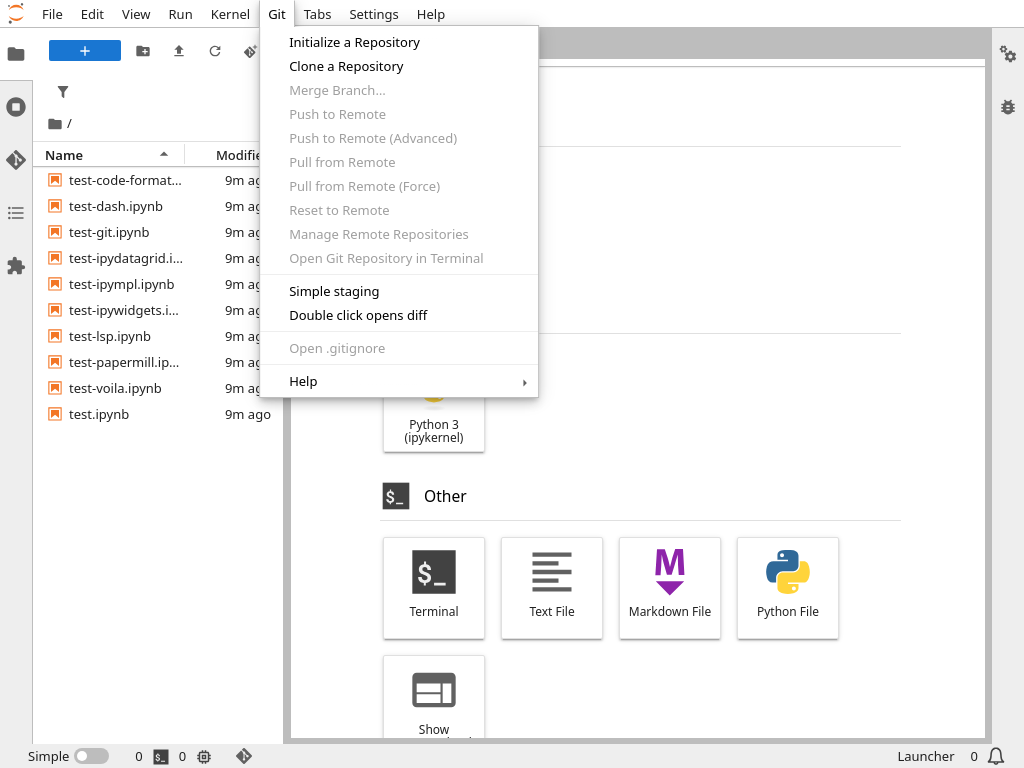 File Edit View Run Kernel Git Tabs Settings Help
/
Name Modifie
test-code-format... 9m ag
test-dash.ipynb 9m ag
test-git.ipynb 9m ag
test-ipydatagrid.i... 9m ag
test-ipympl.ipynb 9m ag
test-ipywidgets.i... 9m ag
test-lsp.ipynb 9m ag
test-papermill.ip... 9m ag
test-voila.ipynb 9m ag
test.ipynb 9m ago
Initialize a Repository
Clone a Repository
Merge Branch...
Push to Remote
Push to Remote (Advanced)
Pull from Remote
Pull from Remote (Force)
Reset to Remote
Manage Remote Repositories
Open Git Repository in Terminal
Simple staging
Double click opens diff
Open .gitignore
Help
Python 3
(ipykernel)
$_ Other
$_
Terminal
Text File
M
Markdown File
Python File
Show
Simple 0 $_ 0 Launcher 0